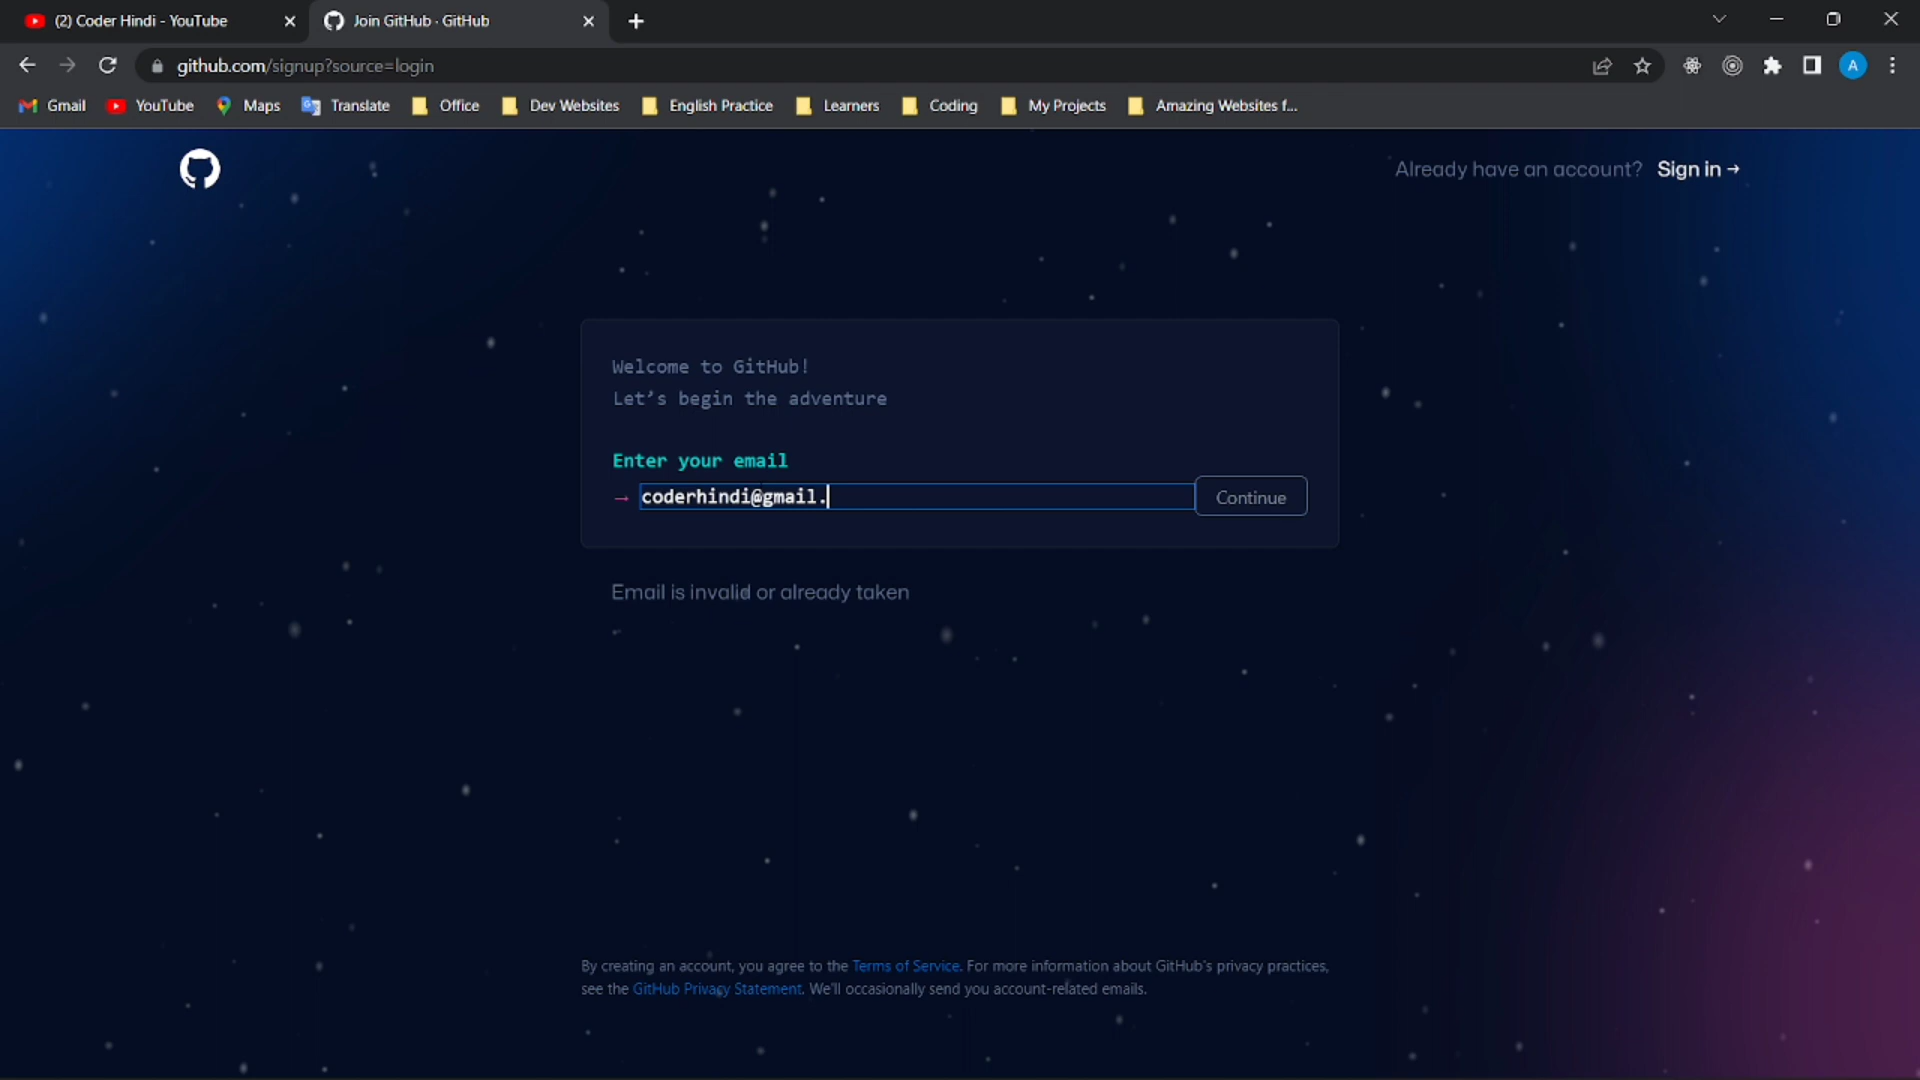 (2) Coder Hindi - YouTube
Join GitHub · GitHub
github.com/signup?source=login
A
Gmail
YouTube
Maps
Translate
Office
Dev Websites
English Practice
Learners
Coding
My Projects
Amazing Websites f...
Already have an account? Sign in →
Welcome to GitHub!
Let’s begin the adventure
Enter your email
→ coderhindi@gmail.
Continue
Email is invalid or already taken
By creating an account, you agree to the Terms of Service. For more information about GitHub's privacy practices,
see the GitHub Privacy Statement. We'll occasionally send you account-related emails.